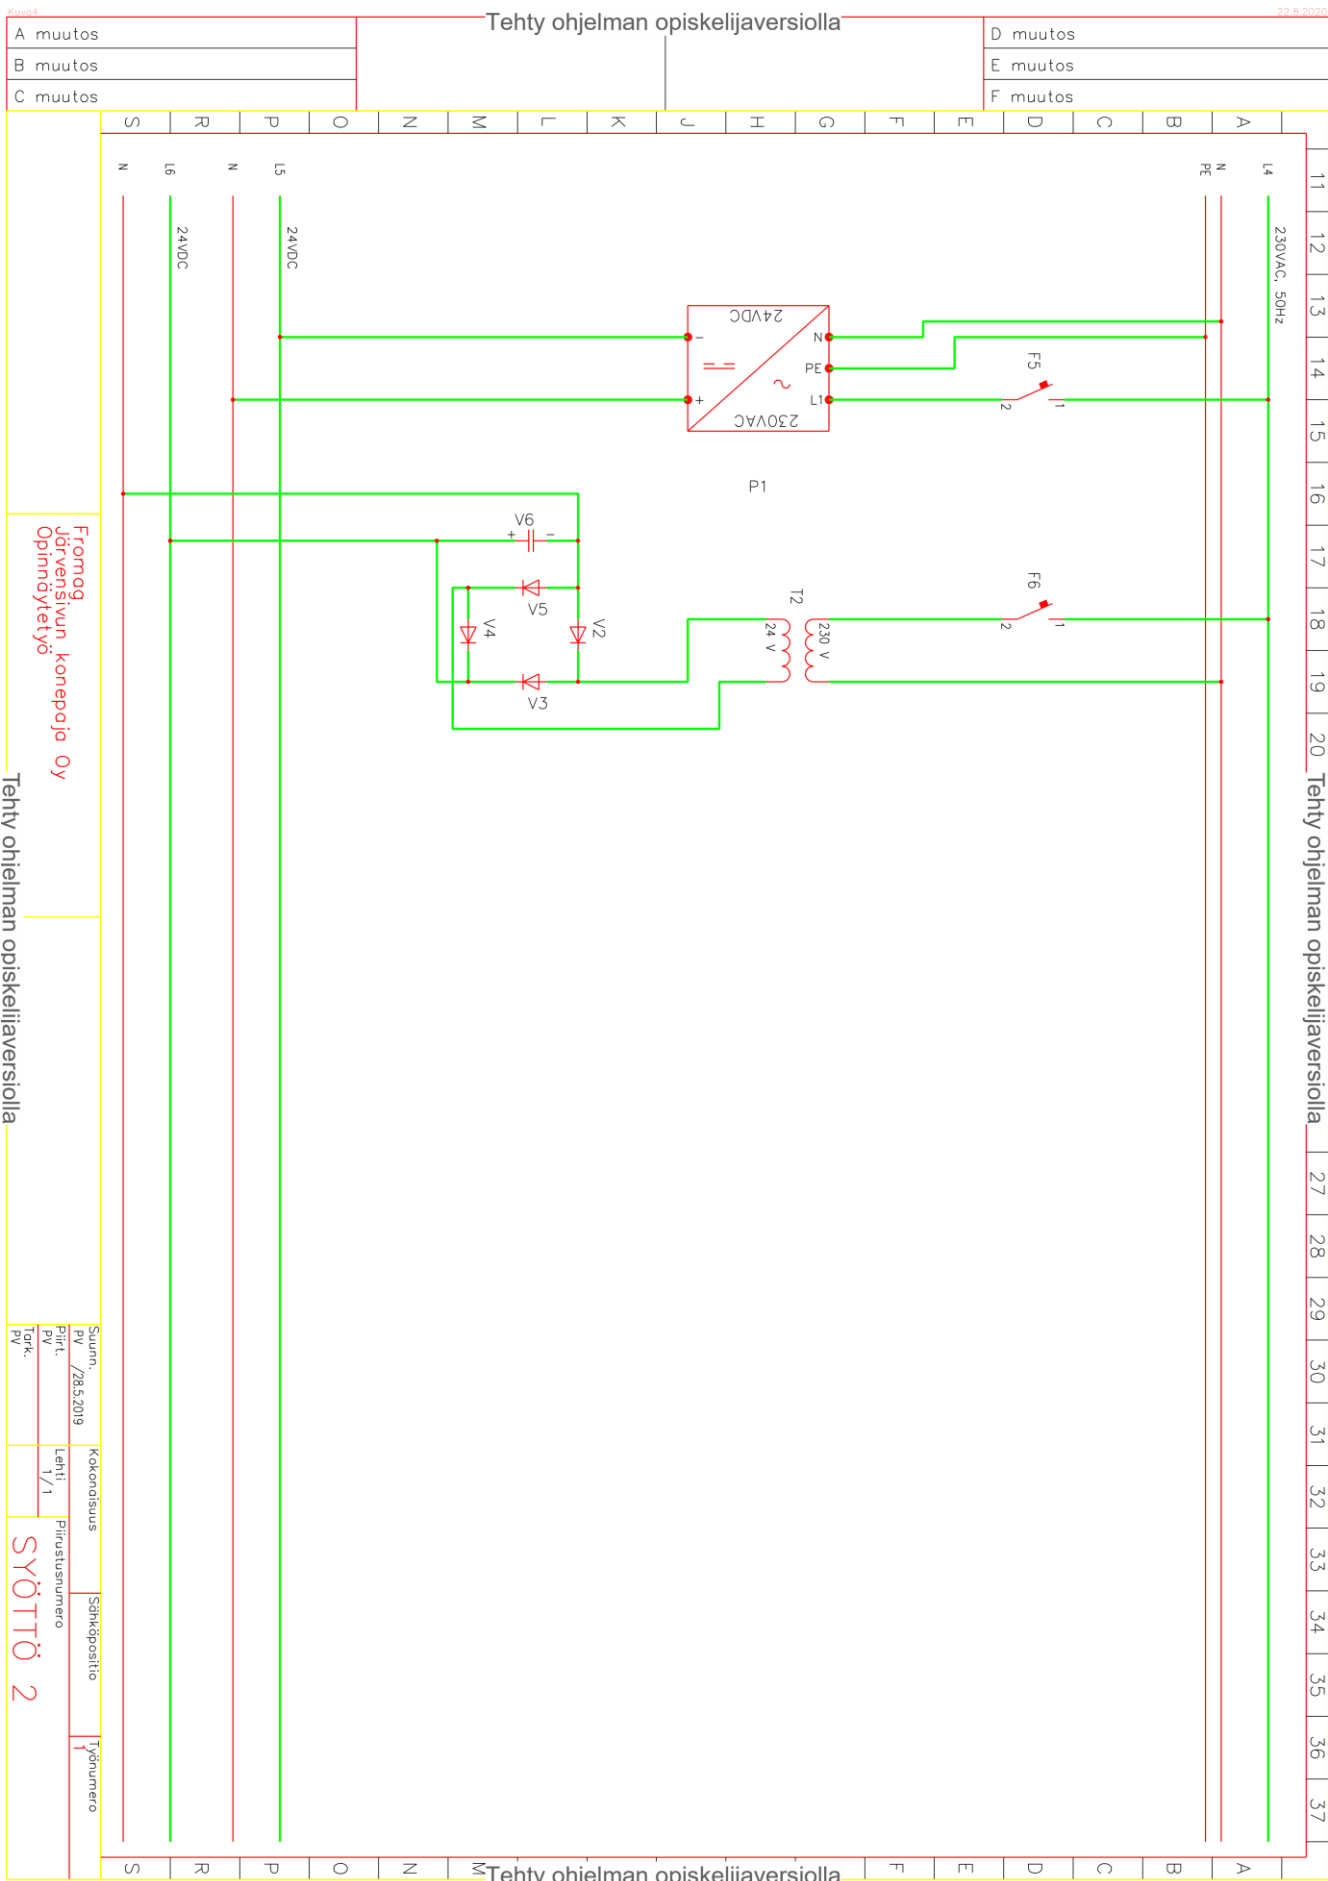 Kuva4
22.8.2020
Tehty ohjelman opiskelijaversiolla
A muutos
B muutos
C muutos
D muutos
E muutos
F muutos
S R P O N M L K J H G F E D C B A
N
L6
N
L5
PE
N
L4
24VDC
24VDC
230VAC, 50Hz
11
12
13
14
15
16
17
18
19
20
27
28
29
30
31
32
33
34
35
36
37
24VDC
-
+
N
PE
L1
230VAC
P1
F5
2
1
V6
+
-
V5
V4
V2
V3
T2
24 V
230 V
F6
2
1
Fromag
Järvensivun konepaja Oy
Opinnäytetyö
Tehty ohjelman opiskelijaversiolla
Tehty ohjelman opiskelijaversiolla
Suunn.
PV /28.5.2019
Piirt.
PV
Tark.
PV
Kokonaisuus
Lehti
1/1
Piirustusnumero
SYÖTTÖ 2
Sähköpositio
Työnumero
1
S R P O N M F E D C B A
Tehty ohjelman opiskelijaversiolla